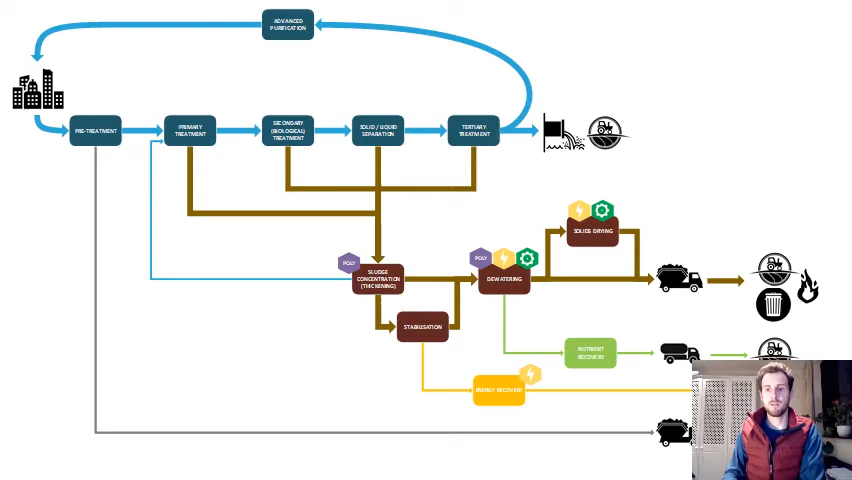 ADVANCED
PURIFICATION
PRE-TREATMENT
PRIMARY
TREATMENT
SECONDARY
(BIOLOGICAL)
TREATMENT
SOLID / LIQUID
SEPARATION
TERTIARY
TREATMENT
SOLIDS DRYING
POLY
SLUDGE
CONCENTRATION
(THICKENING)
POLY
DEWATERING
STABILISATION
NUTRIENT
RECOVERY
ENERGY RECOVERY